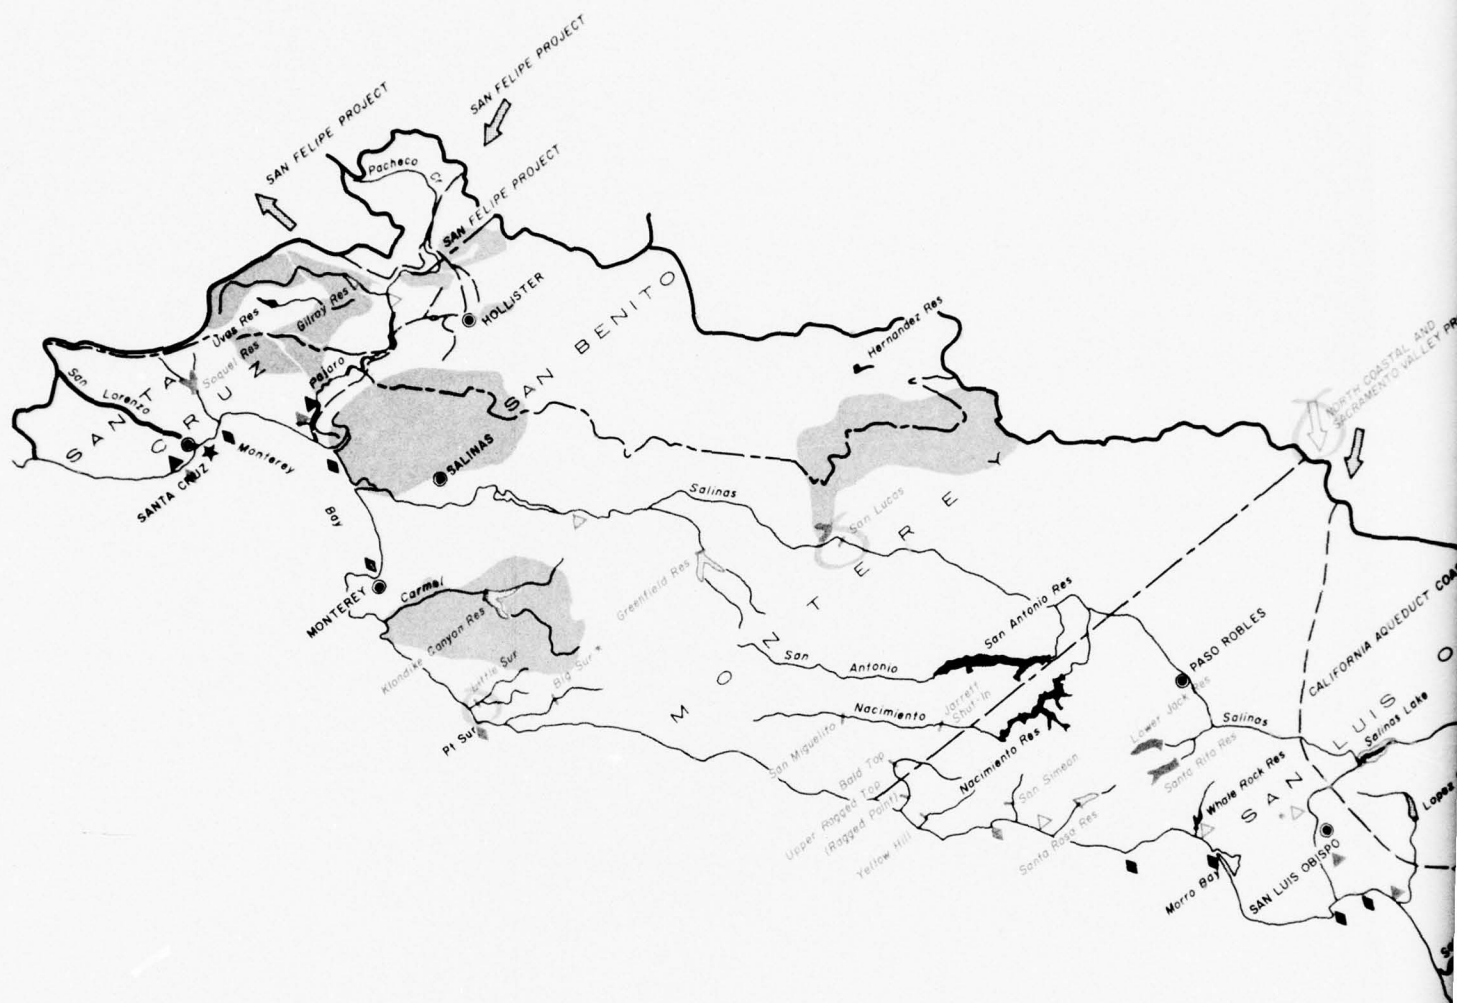 SAN FELIPE PROJECT
SAN FELIPE PROJECT
Pacheco Cr
SAN FELIPE PROJECT
HOLLISTER
SAN BENITO
Uvas Res
Gilroy Res
Soquel Res
Pajaro
Hernandez Res
NORTH COASTAL AND
SACRAMENTO VALLEY PR
San Lorenzo
SANTA CRUZ
SANTA CRUZ
Monterey Bay
SALINAS
Salinas
San Lucas
MONTEREY
MONTEREY
Carmel
Klondike Canyon Res
Little Sur
Big Sur
Pt Sur
Greenfield Res
San Antonio
San Antonio Res
Nacimiento
Nacimiento Res
Jarrett
Shut-In
San Miguelito
Bald Top
Upper Ragged Top
(Ragged Point)
Yellow Hill
San Simeon
Santa Rosa Res
PASO ROBLES
Lower Jack Res
Santa Rita Res
Salinas
Whale Rock Res
CALIFORNIA AQUEDUCT COA
SAN LUIS O
Salinas Lake
Lopez
Morro Bay
SAN LUIS OBISPO